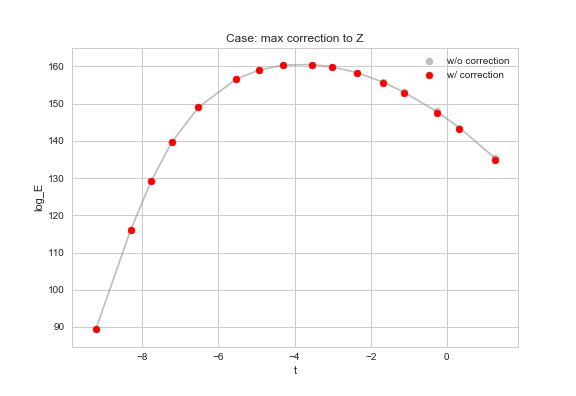 Case: max correction to Z
w/o correction
w/ correction
160
150
140
130
120
110
100
90
log_E
−8
−6
−4
−2
0
t